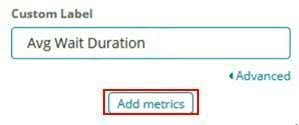 Custom Label
Avg Wait Duration
Advanced
Add metrics